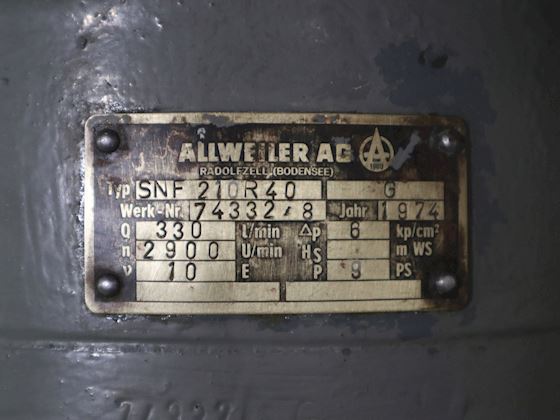 ALLWEILER AG
RADOLFZELL (BODENSEE)
Typ SNF 210R40 G
Werk-Nr. 74332/8 Jahr 1974
Q 330 L/min Δp 6 kp/cm²
n 2900 U/min Hs m WS
ν 10 E P 9 PS